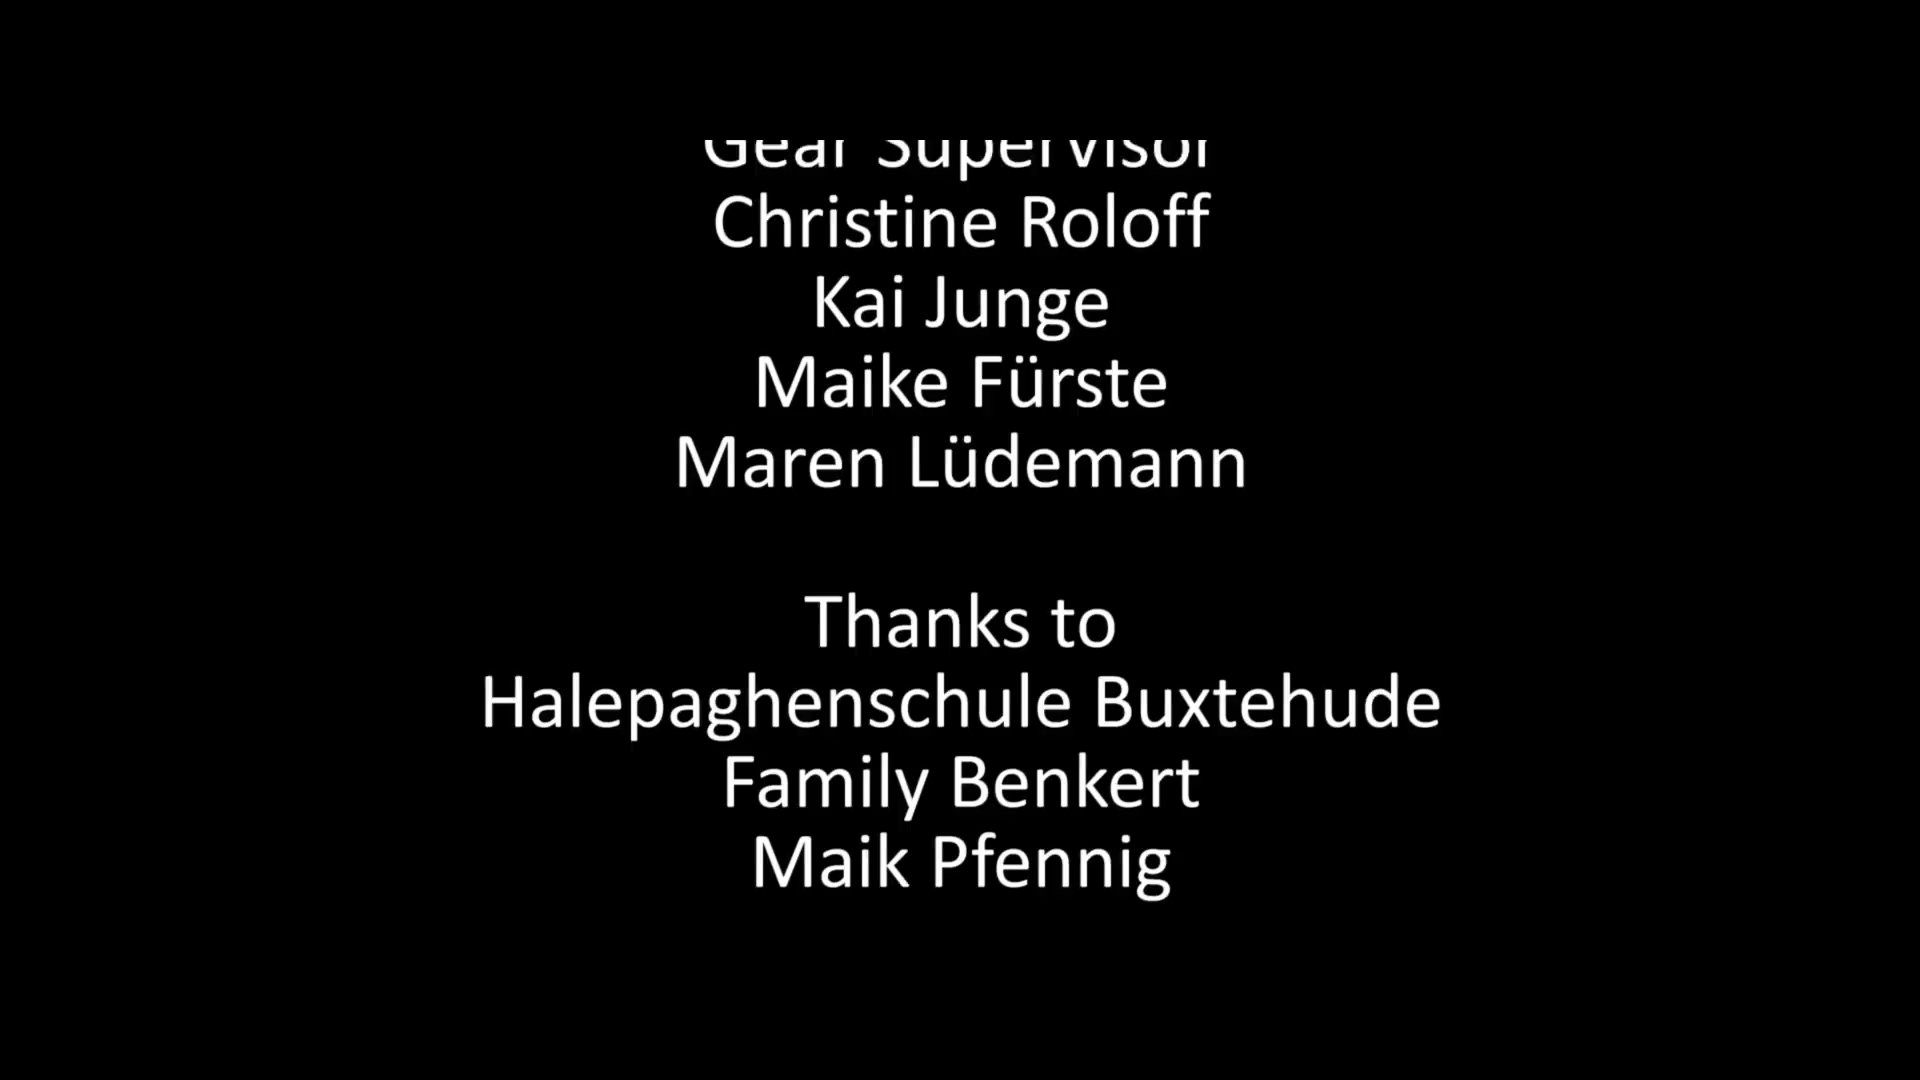 Gear Supervisor
Christine Roloff
Kai Junge
Maike Fürste
Maren Lüdemann
Thanks to
Halepaghenschule Buxtehude
Family Benkert
Maik Pfennig